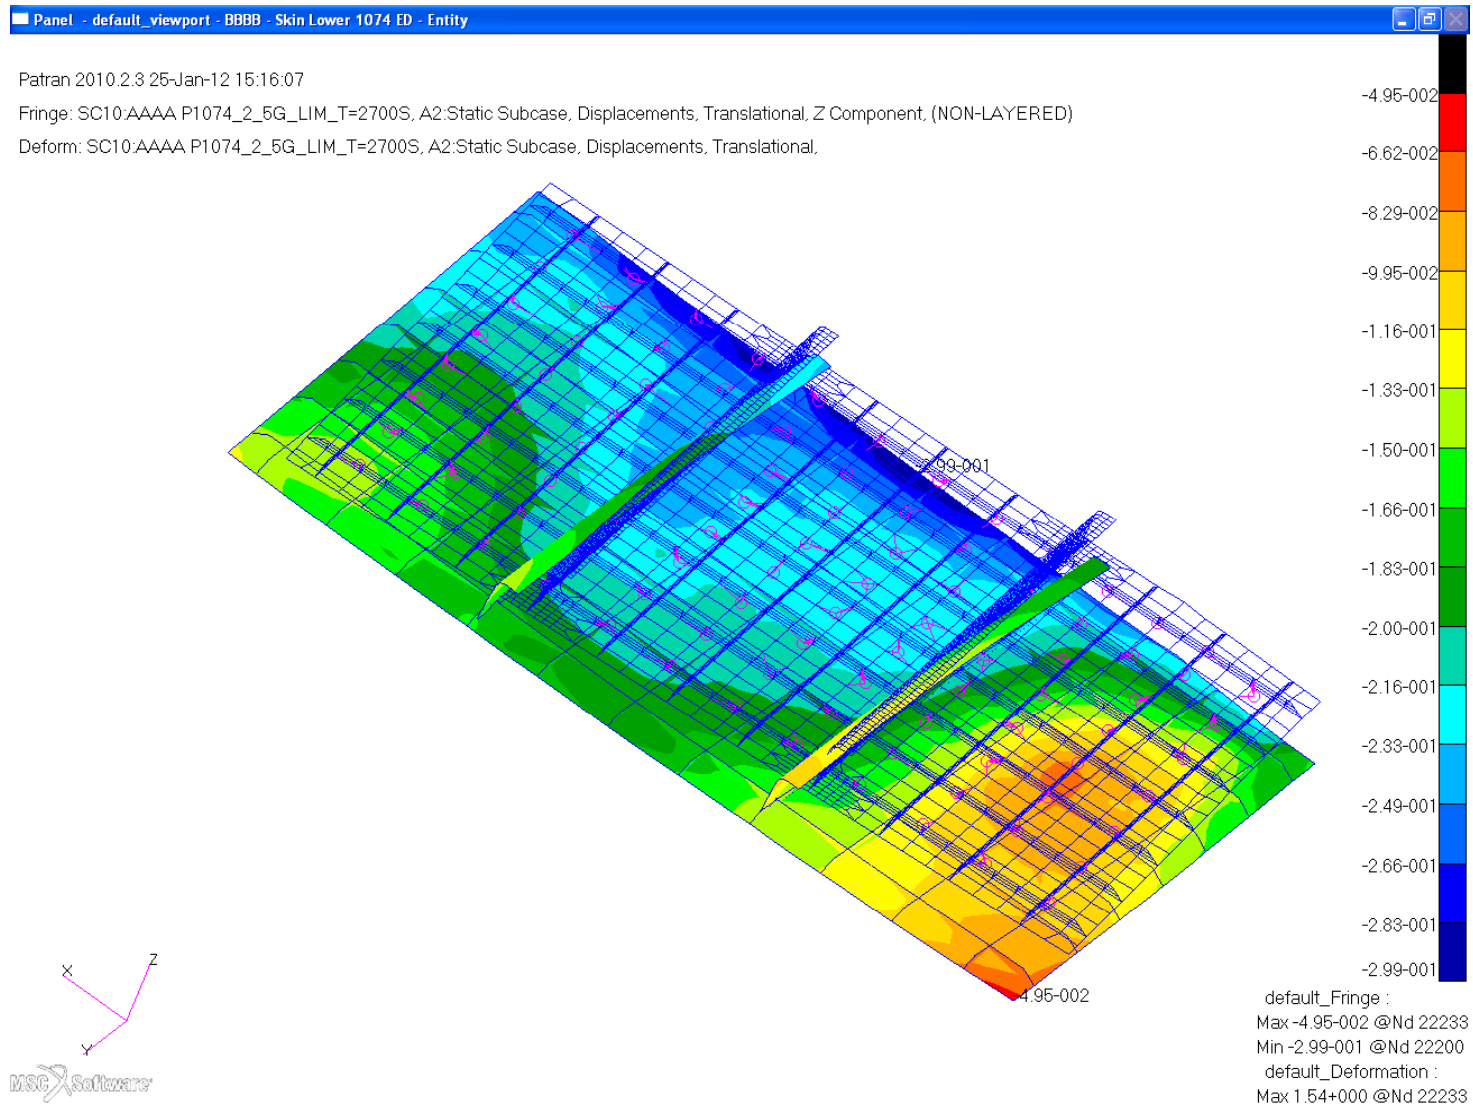 Panel - default_viewport - BBBB - Skin Lower 1074 ED - Entity
Patran 2010.2.3 25-Jan-12 15:16:07
Fringe: SC10:AAAA P1074_2_5G_LIM_T=2700S, A2:Static Subcase, Displacements, Translational, Z Component, (NON-LAYERED)
Deform: SC10:AAAA P1074_2_5G_LIM_T=2700S, A2:Static Subcase, Displacements, Translational,
-4.95-002
-6.62-002
-8.29-002
-9.95-002
-1.16-001
-1.33-001
-1.50-001
-1.66-001
-1.83-001
-2.00-001
-2.16-001
-2.33-001
-2.49-001
-2.66-001
-2.83-001
-2.99-001
-2.99-001
-4.95-002
X
Z
Y
MSC Software
default_Fringe :
Max -4.95-002 @Nd 22233
Min -2.99-001 @Nd 22200
default_Deformation :
Max 1.54+000 @Nd 22233